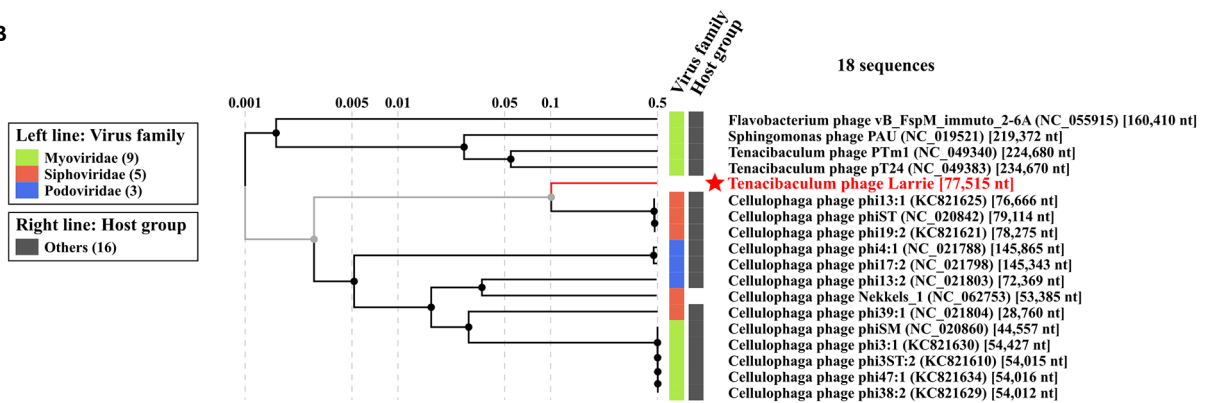 B
Virus family
Host group
18 sequences
0.001 0.005 0.01 0.05 0.1 0.5
Left line: Virus family
Myoviridae (9)
Siphoviridae (5)
Podoviridae (3)
Right line: Host group
Others (16)
Flavobacterium phage vB_FspM_immuto_2-6A (NC_055915) [160,410 nt]
Sphingomonas phage PAU (NC_019521) [219,372 nt]
Tenacibaculum phage PTm1 (NC_049340) [224,680 nt]
Tenacibaculum phage pT24 (NC_049383) [234,670 nt]
Tenacibaculum phage Larrie [77,515 nt]
Cellulophaga phage phi13:1 (KC821625) [76,666 nt]
Cellulophaga phage phiST (NC_020842) [79,114 nt]
Cellulophaga phage phi19:2 (KC821621) [78,275 nt]
Cellulophaga phage phi4:1 (NC_021788) [145,865 nt]
Cellulophaga phage phi17:2 (NC_021798) [145,343 nt]
Cellulophaga phage phi13:2 (NC_021803) [72,369 nt]
Cellulophaga phage Nekkels_1 (NC_062753) [53,385 nt]
Cellulophaga phage phi39:1 (NC_021804) [28,760 nt]
Cellulophaga phage phiSM (NC_020860) [44,557 nt]
Cellulophaga phage phi3:1 (KC821630) [54,427 nt]
Cellulophaga phage phi3ST:2 (KC821610) [54,015 nt]
Cellulophaga phage phi47:1 (KC821634) [54,016 nt]
Cellulophaga phage phi38:2 (KC821629) [54,012 nt]